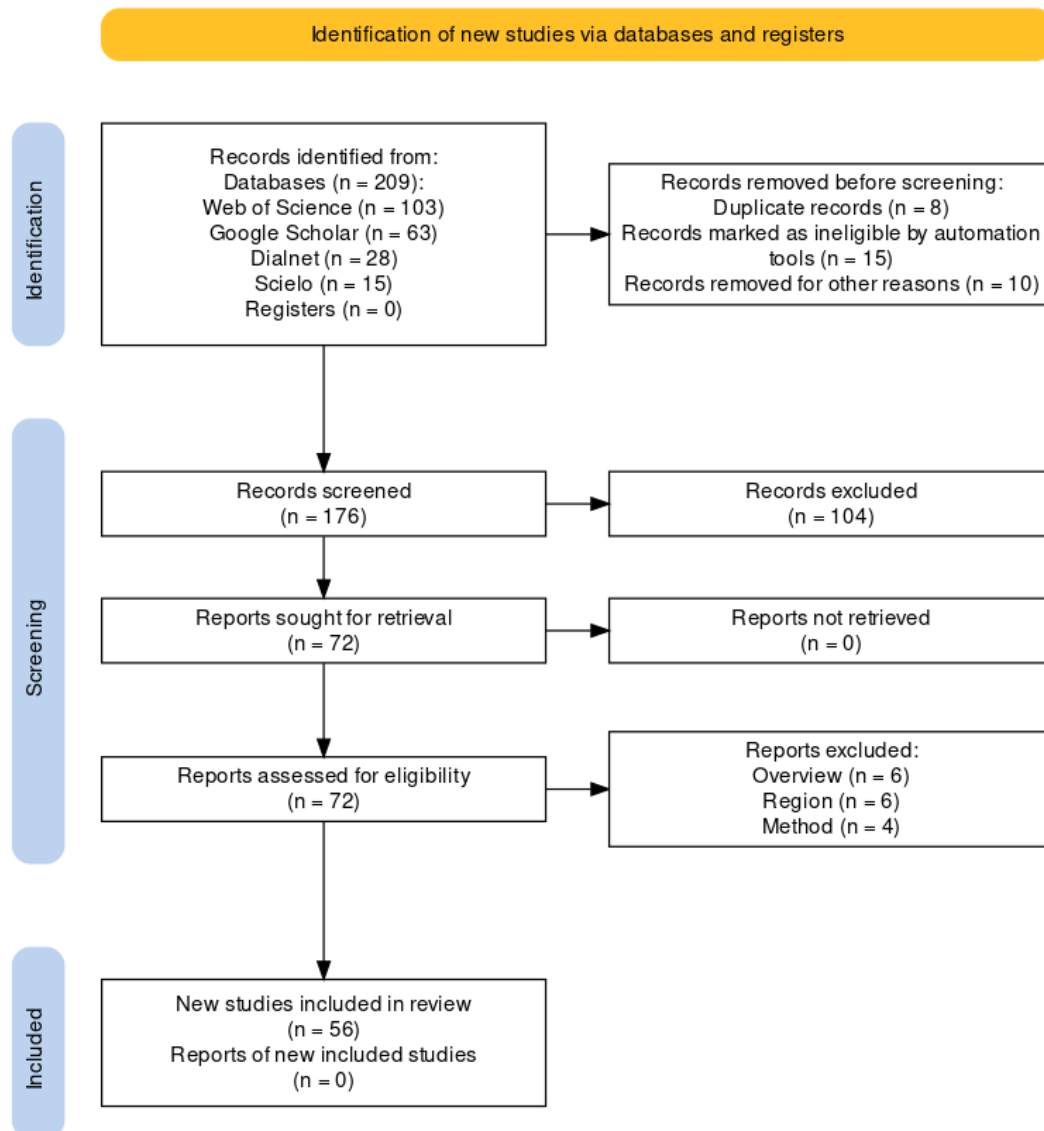 Identification of new studies via databases and registers
Identification
Records identified from:
Databases (n = 209):
Web of Science (n = 103)
Google Scholar (n = 63)
Dialnet (n = 28)
Scielo (n = 15)
Registers (n = 0)
Records removed before screening:
Duplicate records (n = 8)
Records marked as ineligible by automation
tools (n = 15)
Records removed for other reasons (n = 10)
Screening
Records screened
(n = 176)
Records excluded
(n = 104)
Reports sought for retrieval
(n = 72)
Reports not retrieved
(n = 0)
Reports assessed for eligibility
(n = 72)
Reports excluded:
Overview (n = 6)
Region (n = 6)
Method (n = 4)
Included
New studies included in review
(n = 56)
Reports of new included studies
(n = 0)